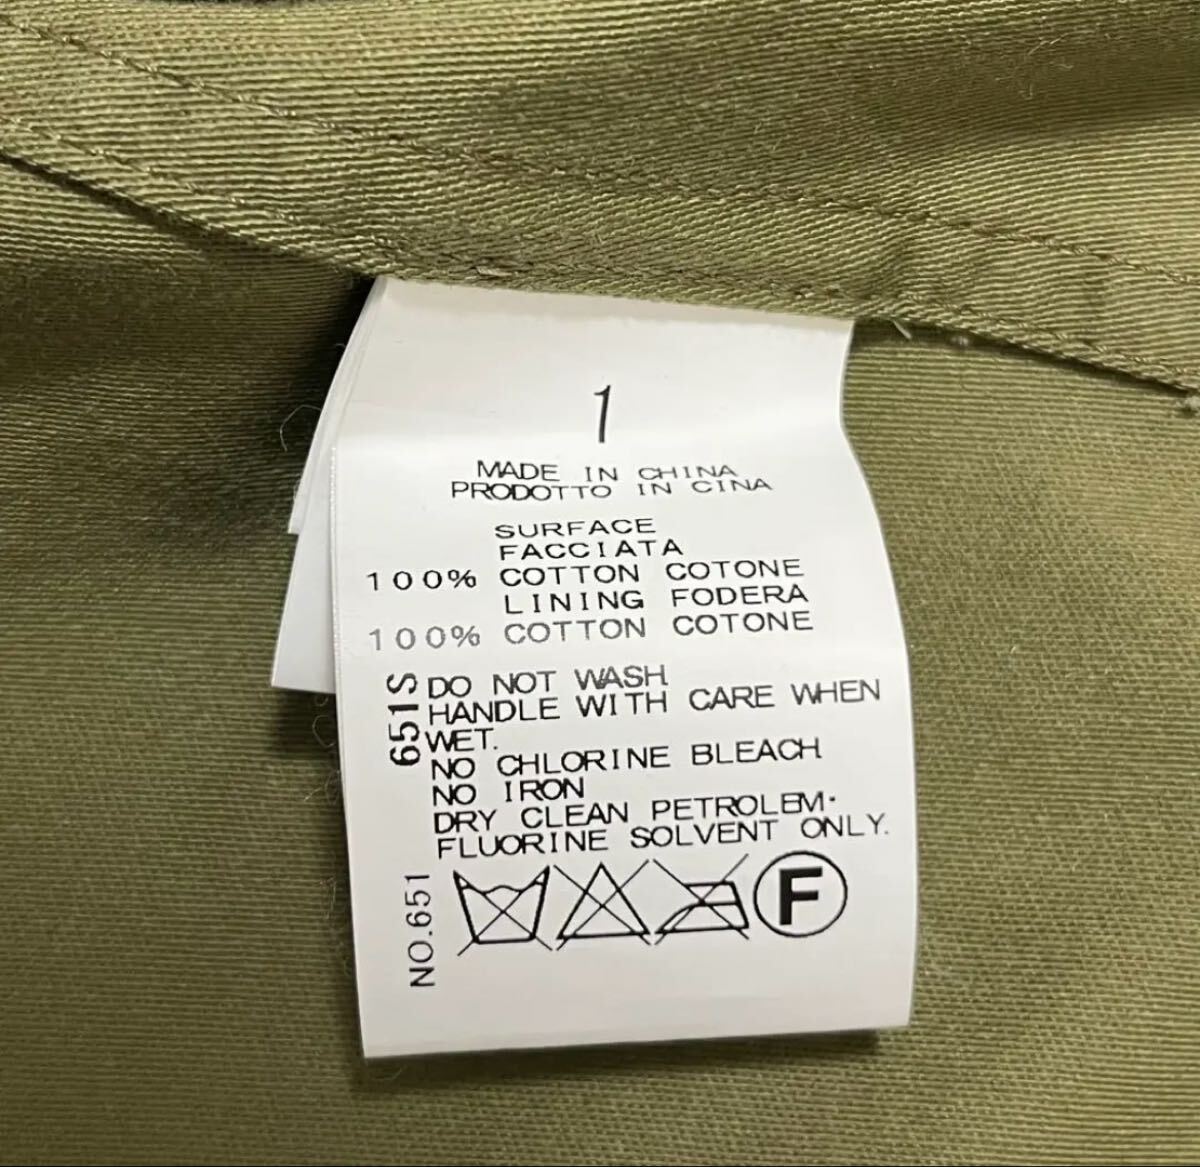 1
MADE IN CHINA
PRODOTTO IN CINA
SURFACE
FACCIATA
100% COTTON COTONE
LINING FODERA
100% COTTON COTONE
651S
DO NOT WASH
HANDLE WITH CARE WHEN
WET.
NO CHLORINE BLEACH
NO IRON
DRY CLEAN PETROLEM·
FLUORINE SOLVENT ONLY.
NO.651
F